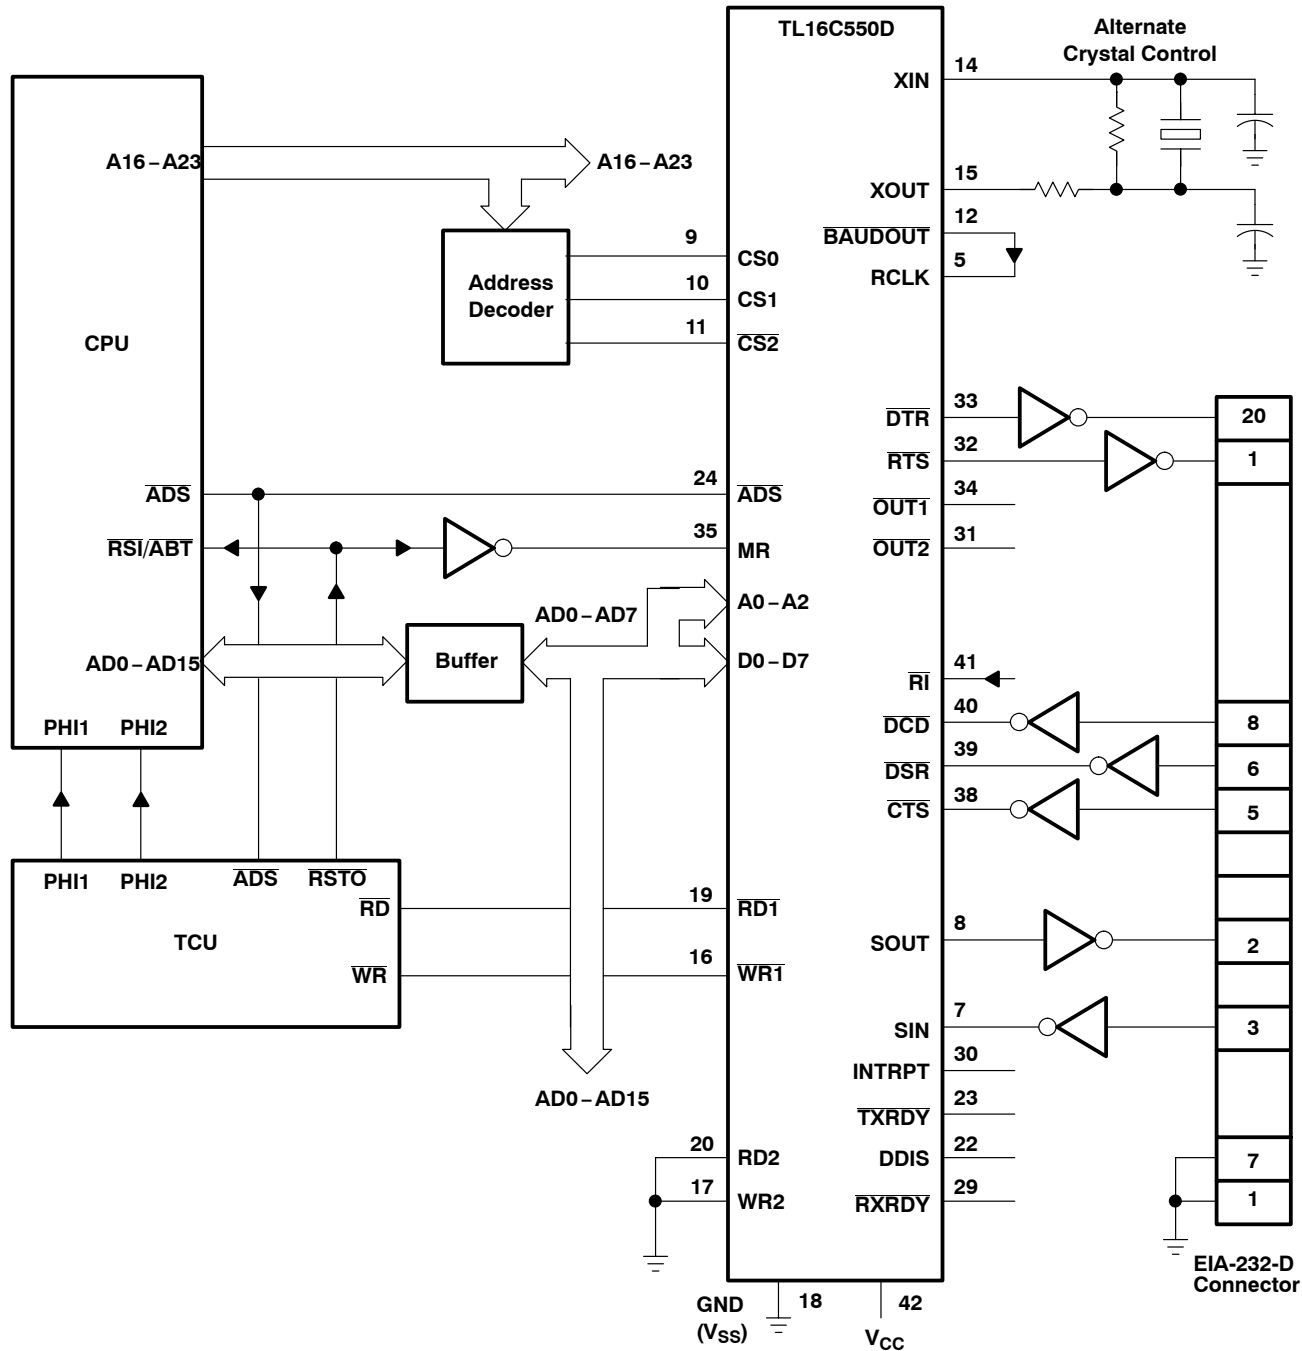 TL16C550D
Alternate
Crystal Control
XIN
14
A16–A23
A16–A23
XOUT
15
BAUDOUT
12
RCLK
5
Address
Decoder
9
CS0
10
CS1
11
CS2
CPU
DTR
33
20
RTS
32
1
ADS
24
ADS
OUT1
34
RSI/ABT
35
MR
OUT2
31
AD0–AD7
A0–A2
AD0–AD15
Buffer
D0–D7
RI
41
DCD
40
8
DSR
39
6
CTS
38
5
PHI1
PHI2
PHI1
PHI2
ADS
RSTO
RD
TCU
WR
19
RD1
16
WR1
SOUT
8
2
SIN
7
3
INTRPT
30
TXRDY
23
AD0–AD15
20
RD2
DDIS
22
7
17
WR2
RXRDY
29
1
EIA-232-D
Connector
GND
(VSS)
18
42
VCC